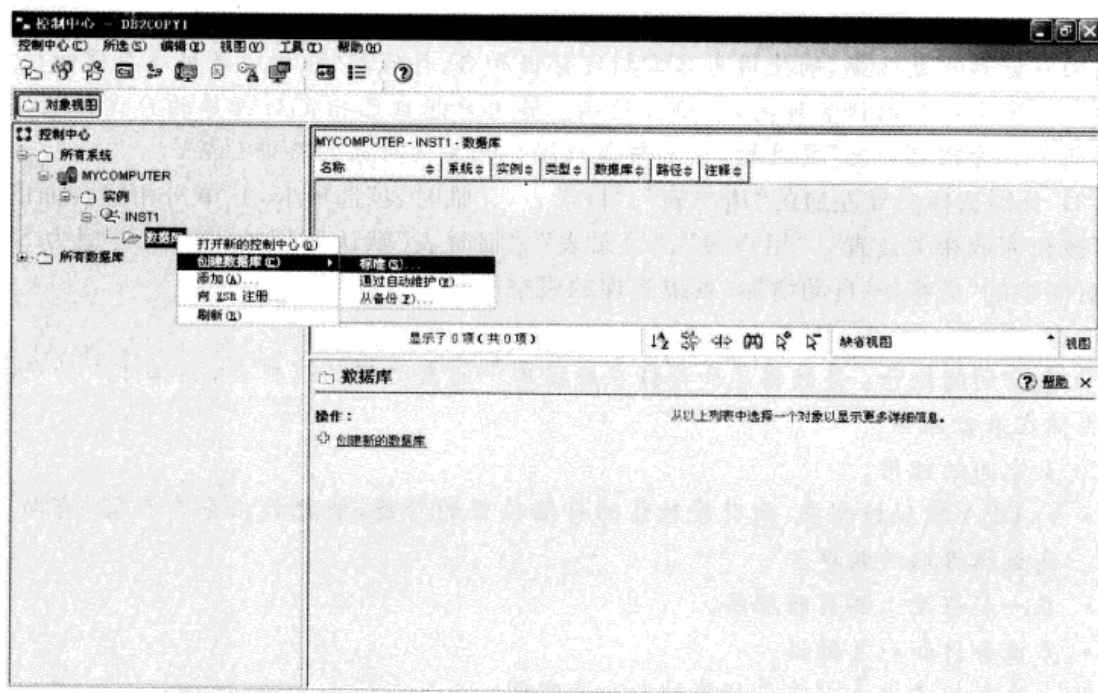 控制中心 - DB2COPY1
控制中心(C) 所选(S) 编辑(E) 视图(V) 工具(T) 帮助(H)
对象视图
控制中心
所有系统
MYCOMPUTER
实例
INST1
数据库
所有数据库
打开新的控制中心(O)
创建数据库(C)
添加(A)...
向 XSR 注册...
刷新(R)
标准(S)...
通过自动维护(M)...
从备份(F)...
MYCOMPUTER - INST1 - 数据库
名称 系统 实例 类型 数据库 路径 注释
显示了 0 项(共 0 项)
缺省视图
视图
数据库
帮助
操作:
创建新的数据库
从以上列表中选择一个对象以显示更多详细信息。